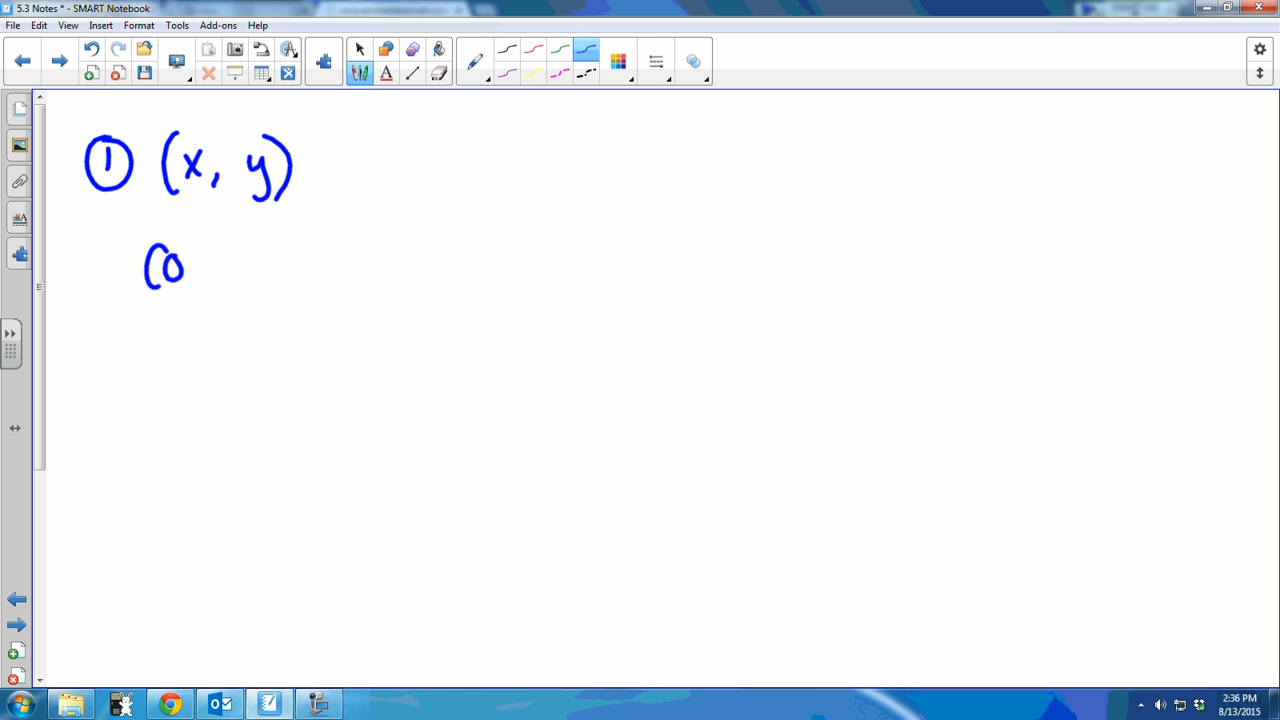 5.3 Notes * - SMART Notebook
File Edit View Insert Format Tools Add-ons Help
① (x, y)
(0
2:36 PM
8/13/2015